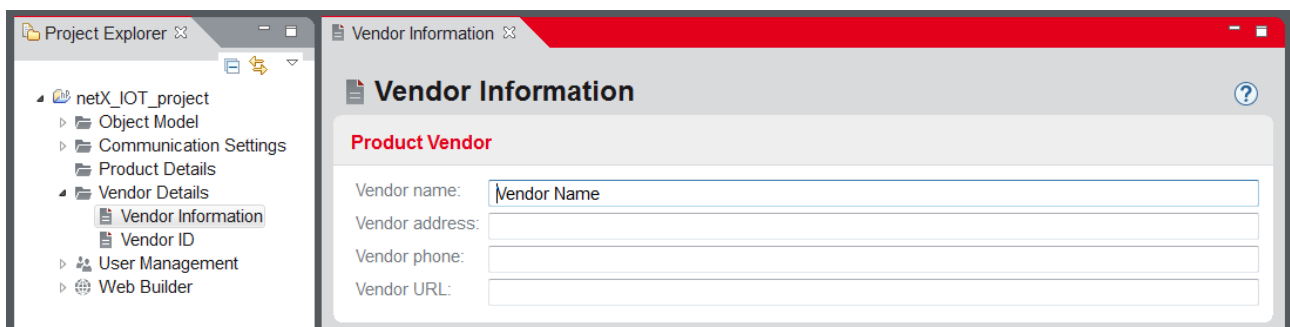 Project Explorer
netX_IOT_project
Object Model
Communication Settings
Product Details
Vendor Details
Vendor Information
Vendor ID
User Management
Web Builder
Vendor Information
Vendor Information
?
Product Vendor
Vendor name: Vendor Name
Vendor address:
Vendor phone:
Vendor URL: